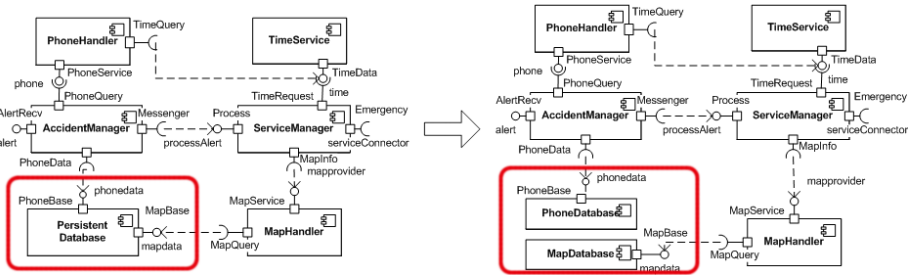 TimeQuery
PhoneHandler
TimeService
PhoneService
TimeData
phone
time
PhoneQuery
TimeRequest
AlertRecv
Messenger
Process
Emergency
AccidentManager
ServiceManager
alert
processAlert
serviceConnector
PhoneData
MapInfo
mapprovider
phonedata
PhoneBase
MapService
Persistent
Database
MapBase
mapdata
MapQuery
MapHandler
TimeQuery
PhoneHandler
TimeService
PhoneService
TimeData
phone
time
PhoneQuery
TimeRequest
AlertRecv
Messenger
Process
Emergency
AccidentManager
ServiceManager
alert
processAlert
serviceConnector
PhoneData
MapInfo
phonedata
mapprovider
PhoneBase
MapService
PhoneDatabase
MapBase
MapDatabase
mapdata
MapQuery
MapHandler